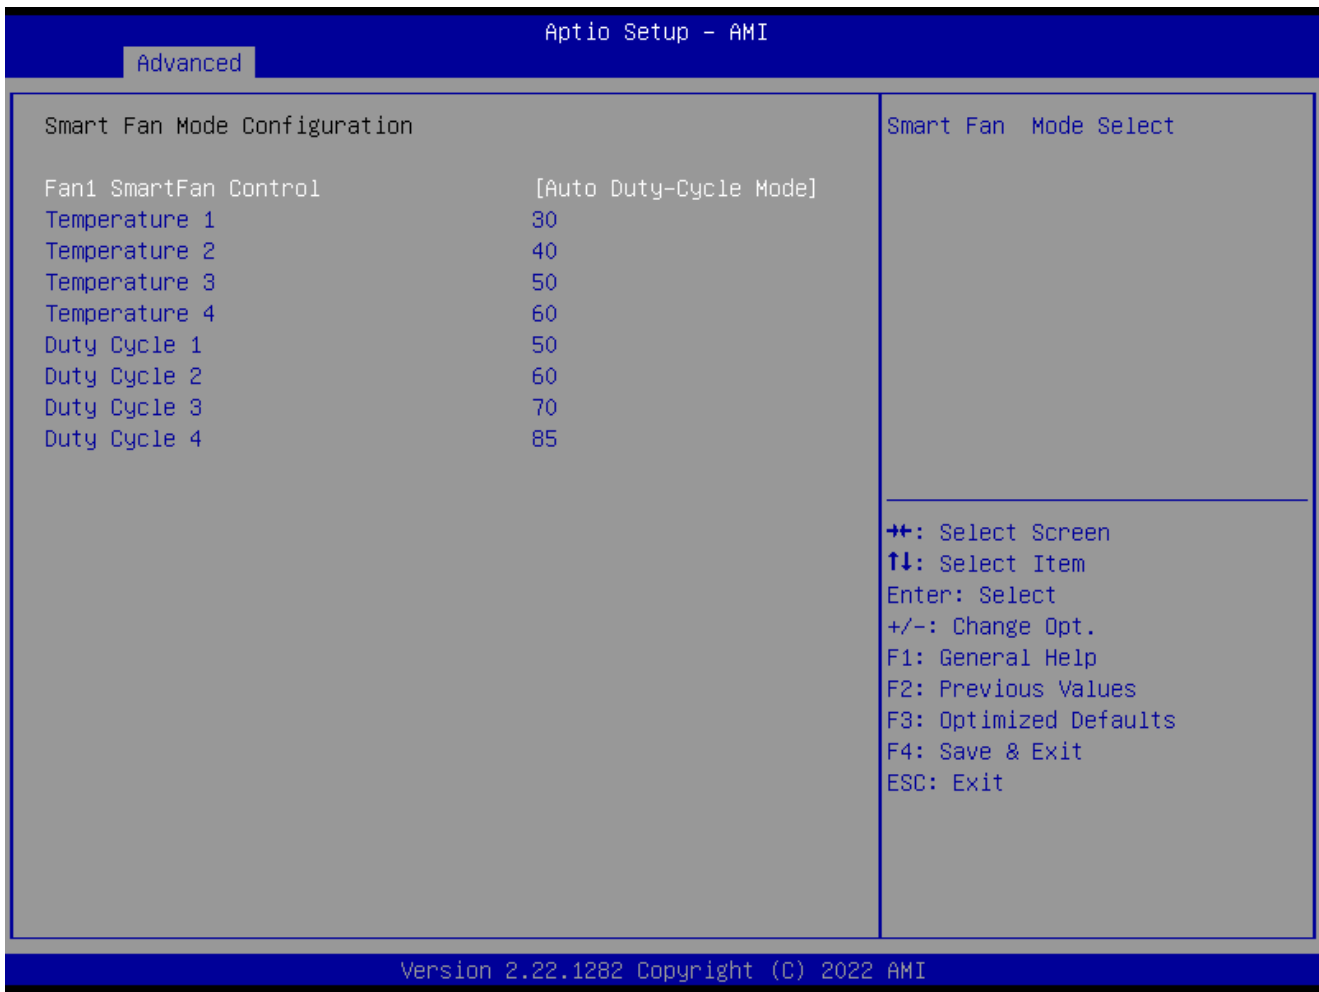 Aptio Setup – AMI
Advanced
Smart Fan Mode Configuration
Fan1 SmartFan Control [Auto Duty-Cycle Mode]
Temperature 1 30
Temperature 2 40
Temperature 3 50
Temperature 4 60
Duty Cycle 1 50
Duty Cycle 2 60
Duty Cycle 3 70
Duty Cycle 4 85
Smart Fan  Mode Select
→←: Select Screen
↑↓: Select Item
Enter: Select
+/-: Change Opt.
F1: General Help
F2: Previous Values
F3: Optimized Defaults
F4: Save & Exit
ESC: Exit
Version 2.22.1282 Copyright (C) 2022 AMI